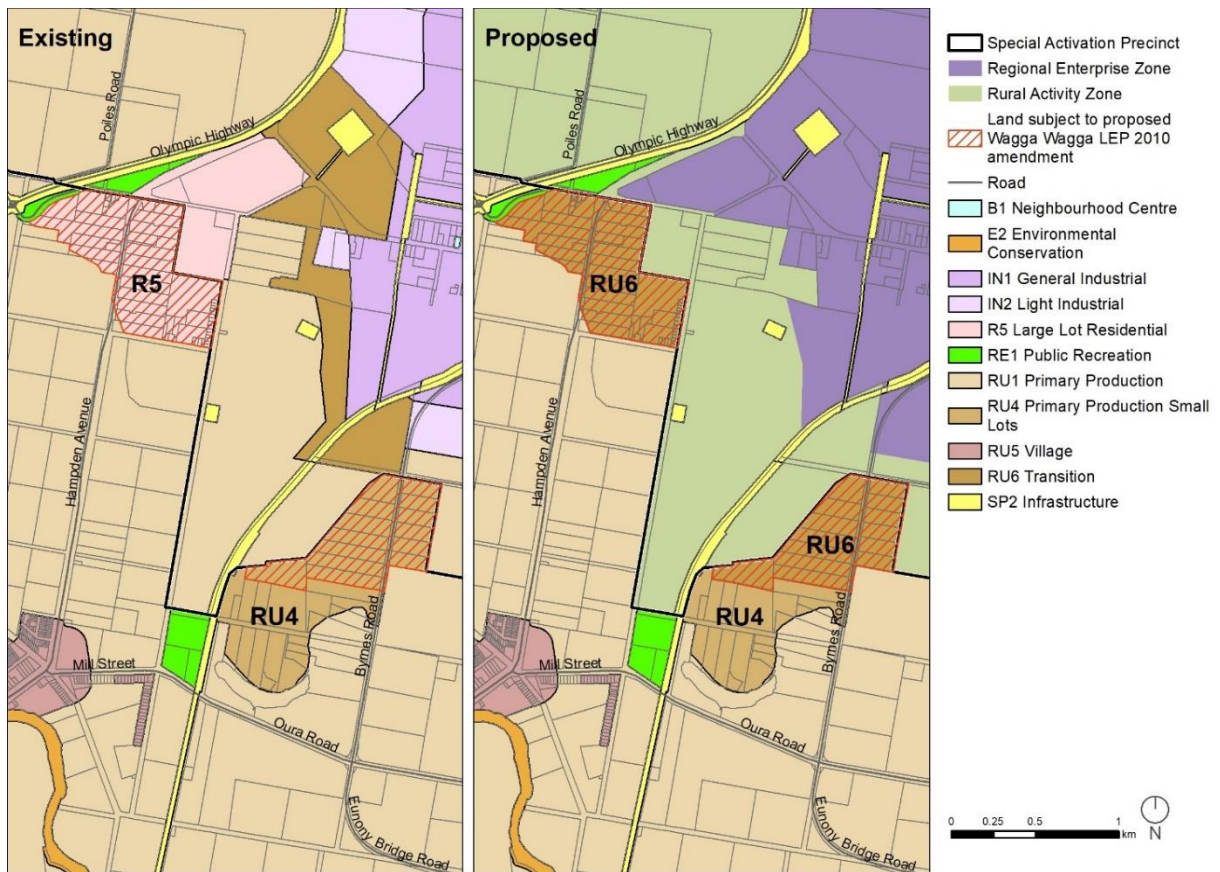 Existing
Poiles Road
Olympic Highway
R5
Hampden Avenue
RU4
Byrnes Road
Mill Street
Oura Road
Eunony Bridge Road
Proposed
Poiles Road
Olympic Highway
RU6
Hampden Avenue
RU6
RU4
Byrnes Road
Mill Street
Oura Road
Eunony Bridge Road
Special Activation Precinct
Regional Enterprise Zone
Rural Activity Zone
Land subject to proposed
Wagga Wagga LEP 2010
amendment
Road
B1 Neighbourhood Centre
E2 Environmental
Conservation
IN1 General Industrial
IN2 Light Industrial
R5 Large Lot Residential
RE1 Public Recreation
RU1 Primary Production
RU4 Primary Production Small
Lots
RU5 Village
RU6 Transition
SP2 Infrastructure
0 0.25 0.5 1
km
N